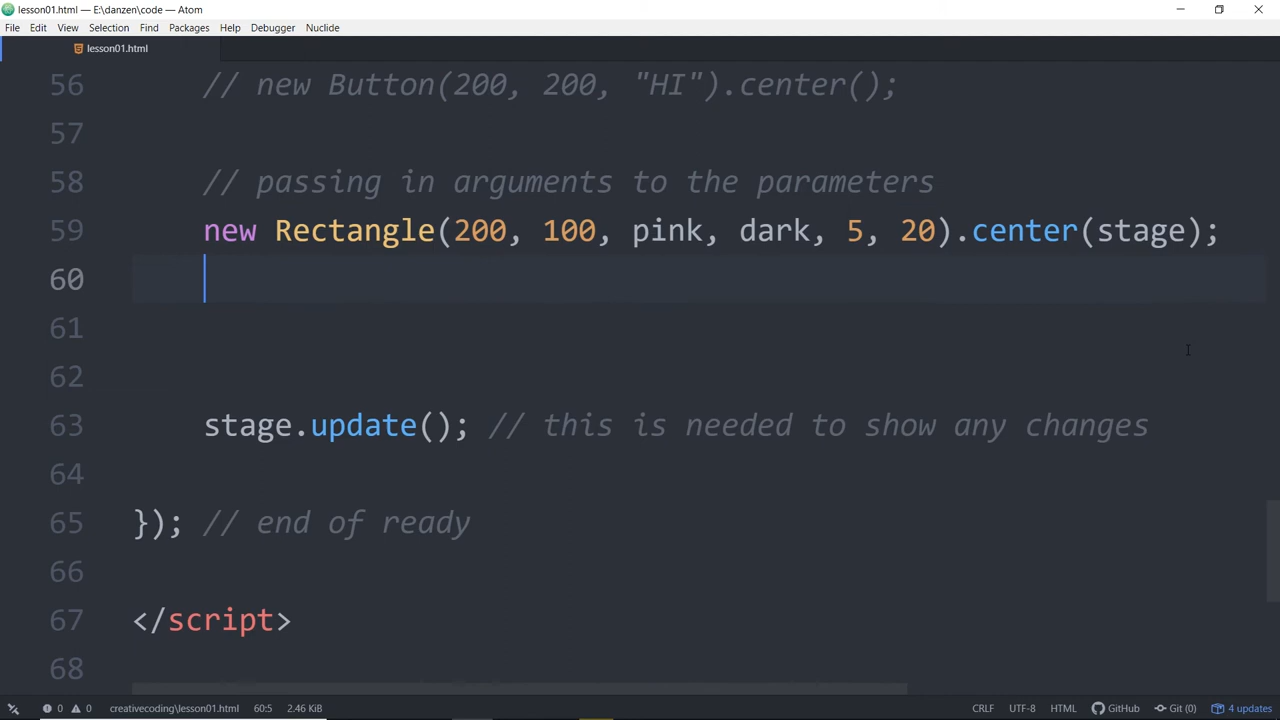 lesson01.html — E:\danzen\code — Atom
File Edit View Selection Find Packages Help Debugger Nuclide
lesson01.html
56 // new Button(200, 200, "HI").center();
57
58 // passing in arguments to the parameters
59 new Rectangle(200, 100, pink, dark, 5, 20).center(stage);
60
61
62
63 stage.update(); // this is needed to show any changes
64
65 }); // end of ready
66
67 </script>
68
0 0 creativecoding\lesson01.html 60:5 2.46 KiB CRLF UTF-8 HTML GitHub Git (0) 4 updates